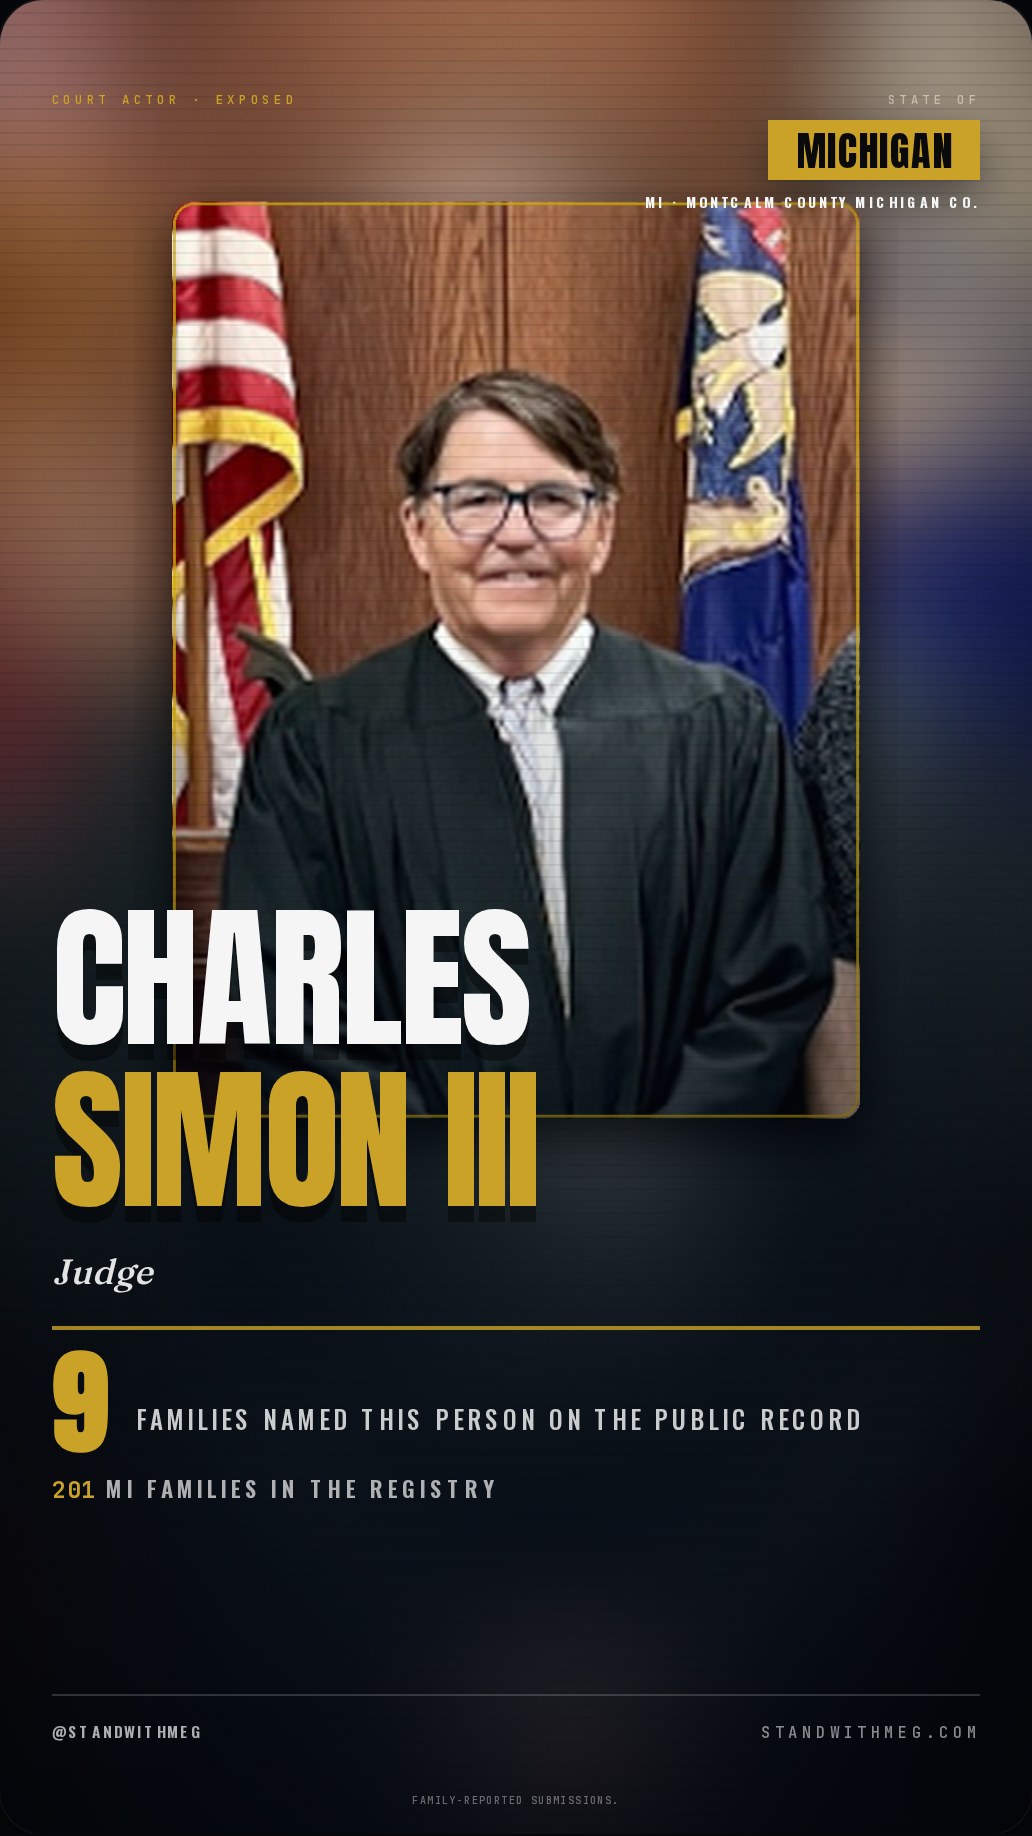 COURT ACTOR · EXPOSED
STATE OF
MICHIGAN
MI · MONTCALM COUNTY MICHIGAN CO.
CHARLES
SIMON III
Judge
9 FAMILIES NAMED THIS PERSON ON THE PUBLIC RECORD
201 MI FAMILIES IN THE REGISTRY
@STANDWITHMEG
STANDWITHMEG.COM
FAMILY-REPORTED SUBMISSIONS.